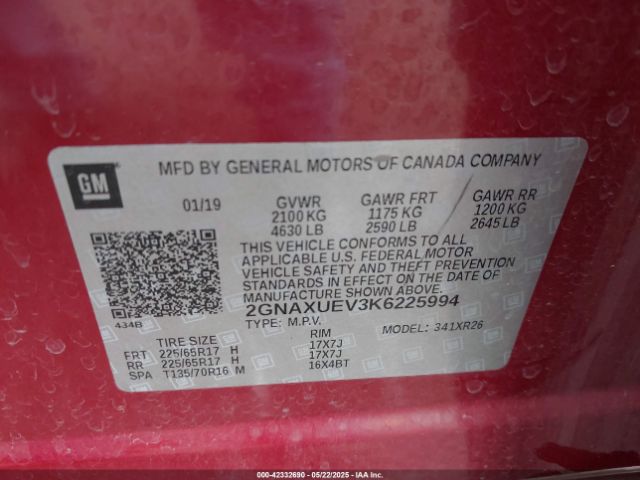 GM
MFD BY GENERAL MOTORS OF CANADA COMPANY
01/19 GVWR GAWR FRT GAWR RR
2100 KG 1175 KG 1200 KG
4630 LB 2590 LB 2645 LB
THIS VEHICLE CONFORMS TO ALL
APPLICABLE U.S. FEDERAL MOTOR
VEHICLE SAFETY AND THEFT PREVENTION
STANDARDS IN EFFECT ON THE DATE OF
MANUFACTURE SHOWN ABOVE.
2GNAXUEV3K6225994
434B
TYPE: M.P.V. MODEL: 341XR26
TIRE SIZE RIM
FRT 225/65R17 H 17X7J
RR 225/65R17 H 17X7J
SPA T135/70R16 M 16X4BT
000-42332690 - 05/22/2025 - IAAI.COM